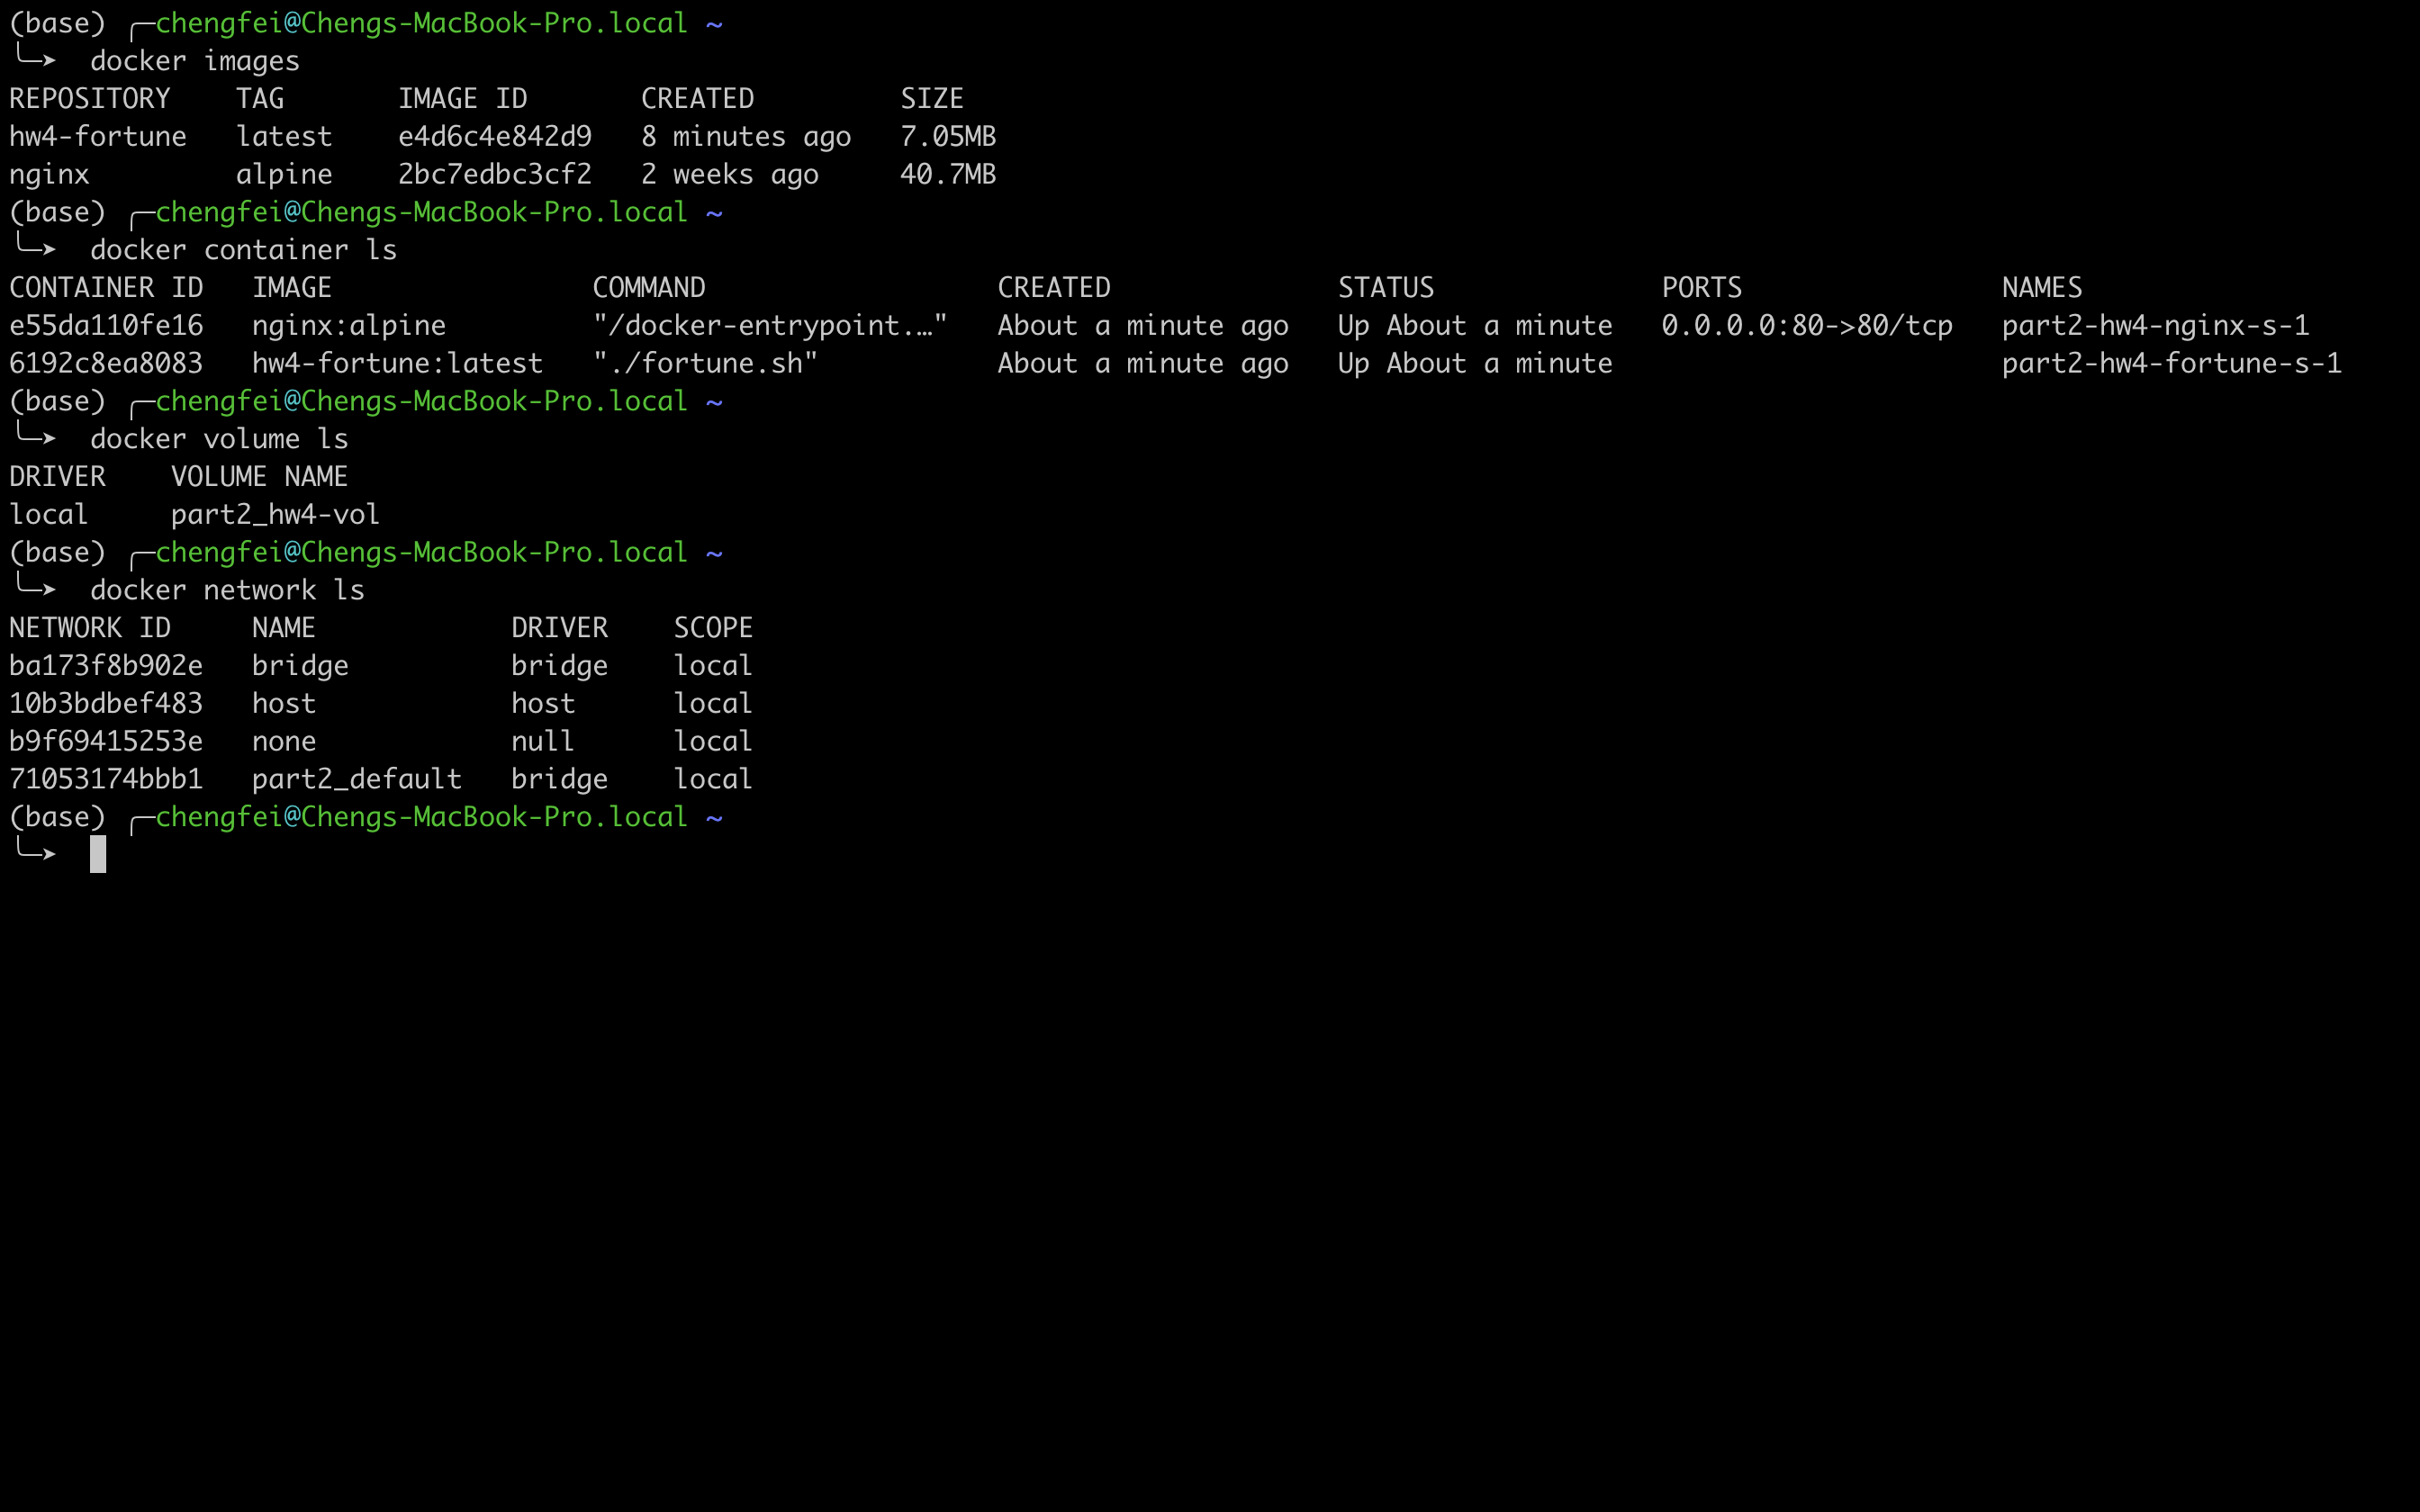 (base) ╭─chengfei@Chengs-MacBook-Pro.local ~
╰─➤  docker images
REPOSITORY    TAG       IMAGE ID       CREATED         SIZE
hw4-fortune   latest    e4d6c4e842d9   8 minutes ago   7.05MB
nginx         alpine    2bc7edbc3cf2   2 weeks ago     40.7MB
(base) ╭─chengfei@Chengs-MacBook-Pro.local ~
╰─➤  docker container ls
CONTAINER ID   IMAGE                COMMAND                  CREATED              STATUS              PORTS                NAMES
e55da110fe16   nginx:alpine         "/docker-entrypoint.…"   About a minute ago   Up About a minute   0.0.0.0:80->80/tcp   part2-hw4-nginx-s-1
6192c8ea8083   hw4-fortune:latest   "./fortune.sh"           About a minute ago   Up About a minute                        part2-hw4-fortune-s-1
(base) ╭─chengfei@Chengs-MacBook-Pro.local ~
╰─➤  docker volume ls
DRIVER    VOLUME NAME
local     part2_hw4-vol
(base) ╭─chengfei@Chengs-MacBook-Pro.local ~
╰─➤  docker network ls
NETWORK ID     NAME            DRIVER    SCOPE
ba173f8b902e   bridge          bridge    local
10b3bdbef483   host            host      local
b9f69415253e   none            null      local
71053174bbb1   part2_default   bridge    local
(base) ╭─chengfei@Chengs-MacBook-Pro.local ~
╰─➤